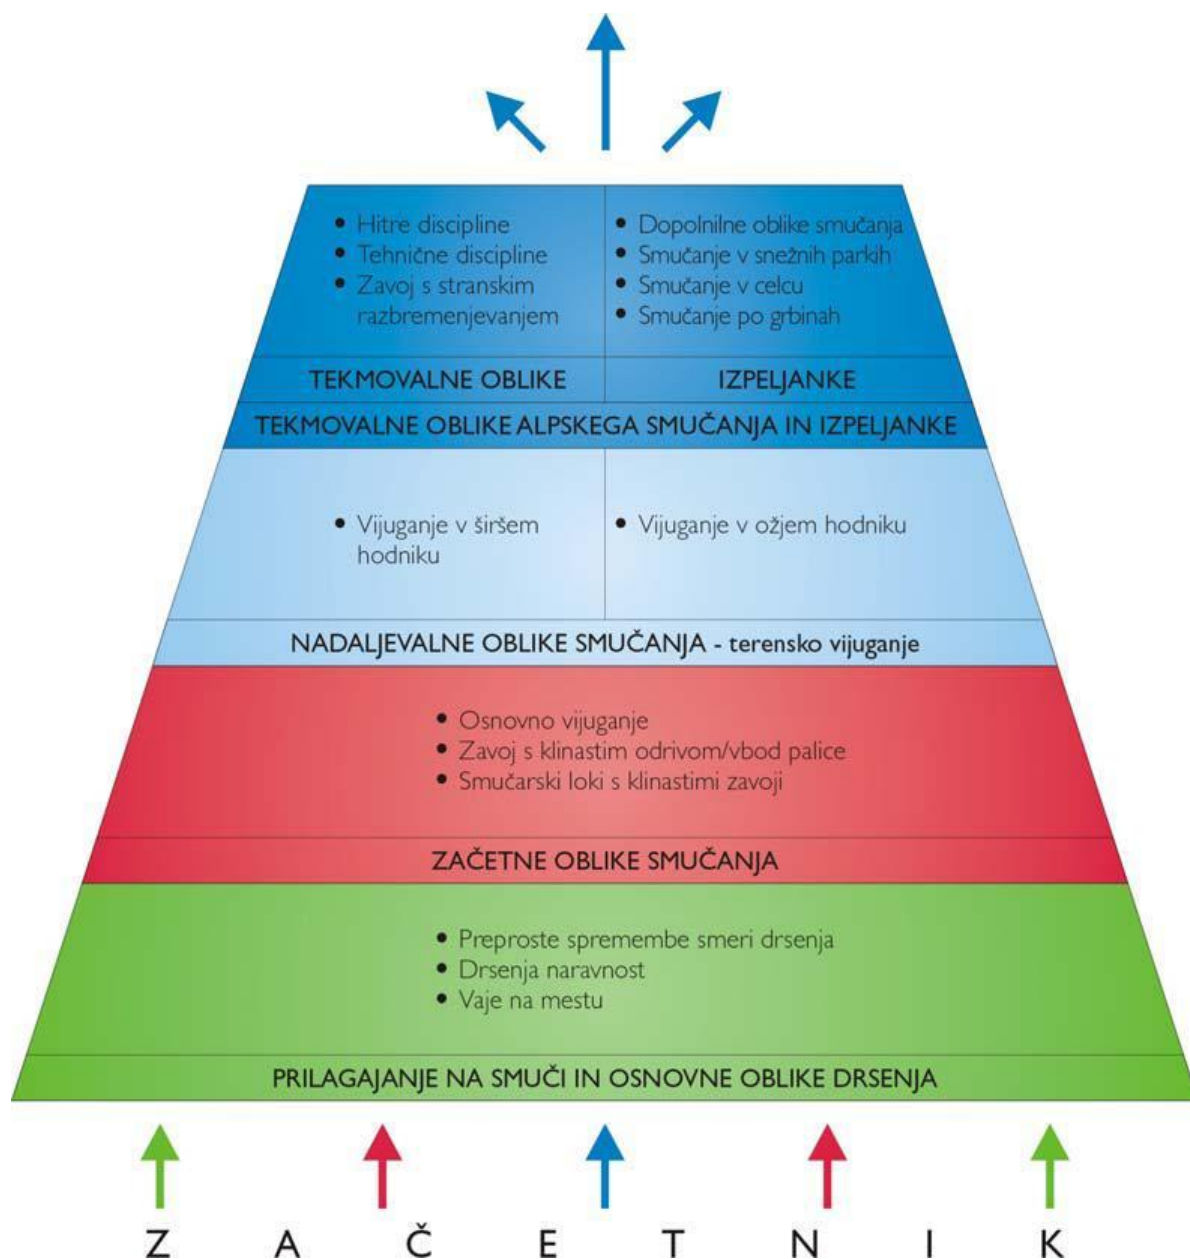 • Hitre discipline
• Tehnične discipline
• Zavoj s stranskim
razbremenjevanjem
• Dopolnilne oblike smučanja
• Smučanje v snežnih parkih
• Smučanje v celcu
• Smučanje po grbinah
TEKMOVALNE OBLIKE
IZPELJANKE
TEKMOVALNE OBLIKE ALPSKEGA SMUČANJA IN IZPELJANKE
• Vijuganje v širšem
hodniku
• Vijuganje v ožjem hodniku
NADALJEVALNE OBLIKE SMUČANJA - terensko vijuganje
• Osnovno vijuganje
• Zavoj s klinastim odrivom/vbod palice
• Smučarski loki s klinastimi zavoji
ZAČETNE OBLIKE SMUČANJA
• Preproste spremembe smeri drsenja
• Drsenja naravnost
• Vaje na mestu
PRILAGAJANJE NA SMUČI IN OSNOVNE OBLIKE DRSENJA
Z A Č E T N I K